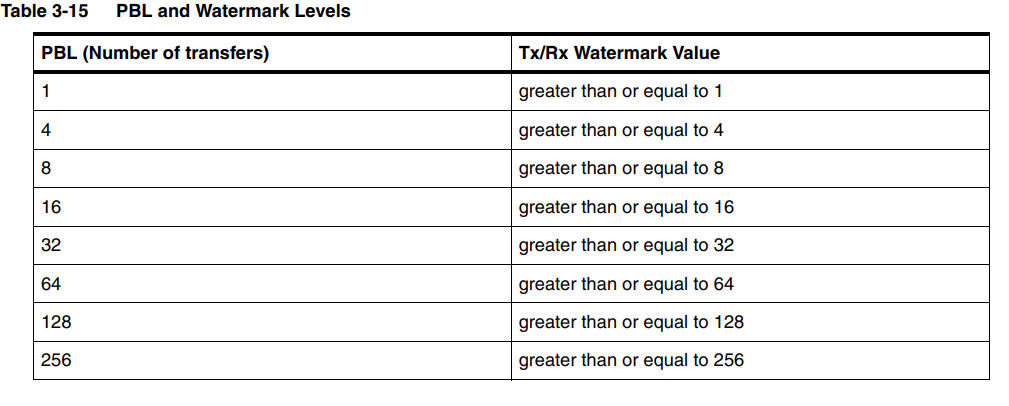 Table 3-15 PBL and Watermark Levels
PBL (Number of transfers) Tx/Rx Watermark Value
1 greater than or equal to 1
4 greater than or equal to 4
8 greater than or equal to 8
16 greater than or equal to 16
32 greater than or equal to 32
64 greater than or equal to 64
128 greater than or equal to 128
256 greater than or equal to 256